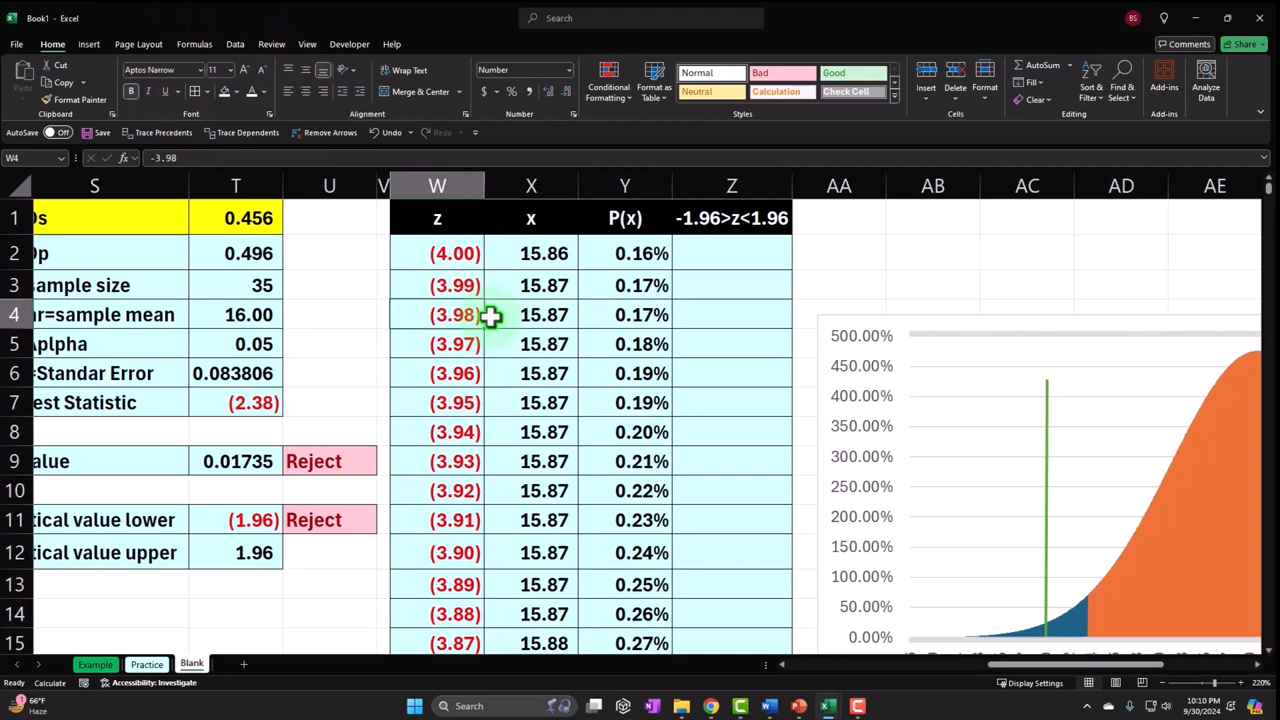 Book1 - Excel
Search
BS
File Home Insert Page Layout Formulas Data Review View Developer Help
Comments Share
Paste
Cut
Copy
Format Painter
Clipboard
Aptos Narrow 11
Font
Wrap Text
Merge & Center
Alignment
Number
Number
Conditional Formatting
Format as Table
Normal Bad Good
Neutral Calculation Check Cell
Styles
Insert Delete Format
Cells
AutoSum
Fill
Clear
Sort & Filter
Find & Select
Editing
Add-ins
Add-ins
Analyze Data
AutoSave Off Save Trace Precedents Trace Dependents Remove Arrows Undo Redo
W4 fx -3.98
S T U V W X Y Z AA AB AC AD AE
1 0s 0.456 z x P(x) -1.96>z<1.96
2 0p 0.496 (4.00) 15.86 0.16%
3 sample size 35 (3.99) 15.87 0.17%
4 ar=sample mean 16.00 (3.98) 15.87 0.17%
5 Aplpha 0.05 (3.97) 15.87 0.18%
6 =Standar Error 0.083806 (3.96) 15.87 0.19%
7 est Statistic (2.38) (3.95) 15.87 0.19%
8 (3.94) 15.87 0.20%
9 alue 0.01735 Reject (3.93) 15.87 0.21%
10 (3.92) 15.87 0.22%
11 tical value lower (1.96) Reject (3.91) 15.87 0.23%
12 tical value upper 1.96 (3.90) 15.87 0.24%
13 (3.89) 15.87 0.25%
14 (3.88) 15.87 0.26%
15 (3.87) 15.88 0.27%
500.00%
450.00%
400.00%
350.00%
300.00%
250.00%
200.00%
150.00%
100.00%
50.00%
0.00%
Example Practice Blank
Ready Calculate Accessibility: Investigate Display Settings 220%
66°F
Haze
Search
10:10 PM
9/30/2024